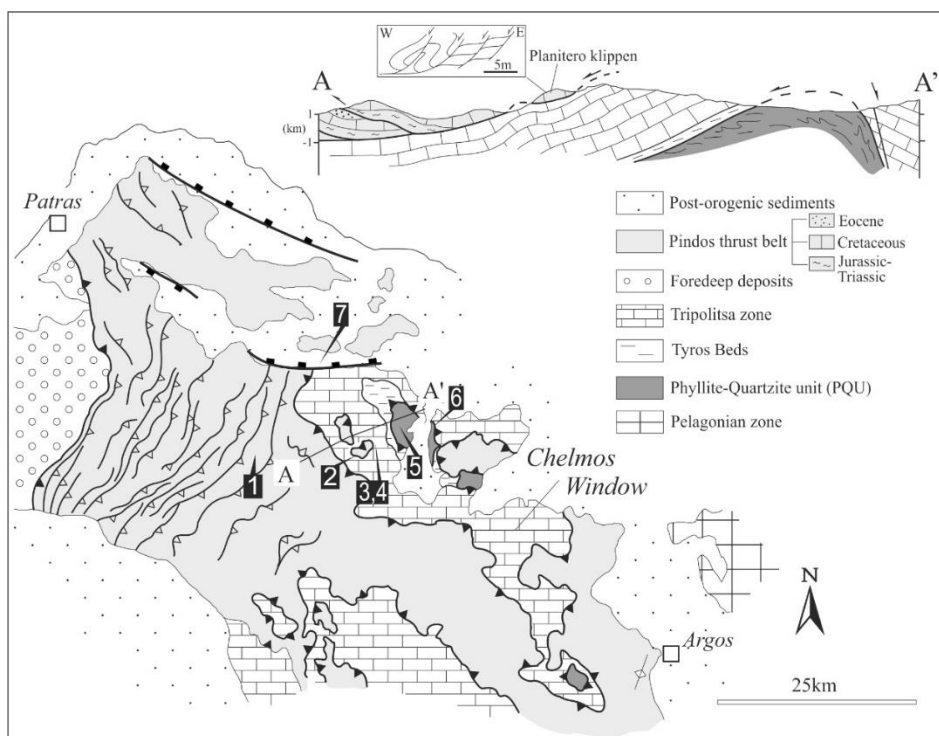 W
E
5m
Planitero klippen
A
A'
1
(km)
-1
Patras
Post-orogenic sediments
Pindos thrust belt
Eocene
Cretaceous
Jurassic-
Triassic
Foredeep deposits
Tripolitsa zone
Tyros Beds
Phyllite-Quartzite unit (PQU)
Pelagonian zone
7
A'
6
1
A
2
3,4
5
Chelmos
Window
N
Argos
25km